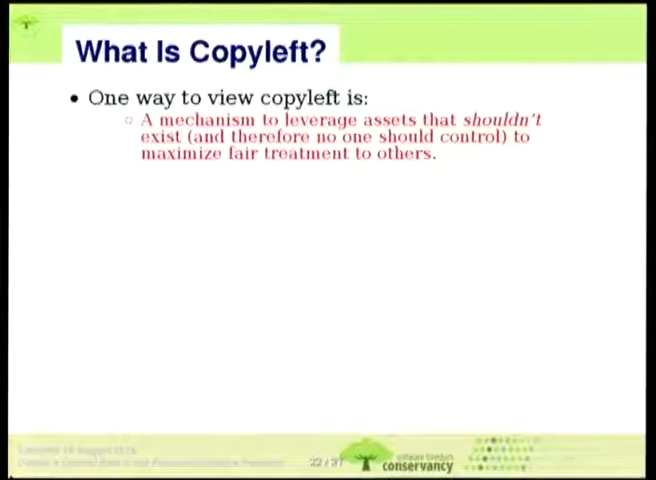 What Is Copyleft?
• One way to view copyleft is:
○ A mechanism to leverage assets that shouldn't
exist (and therefore no one should control) to
maximize fair treatment to others.
22 / 37
conservancy